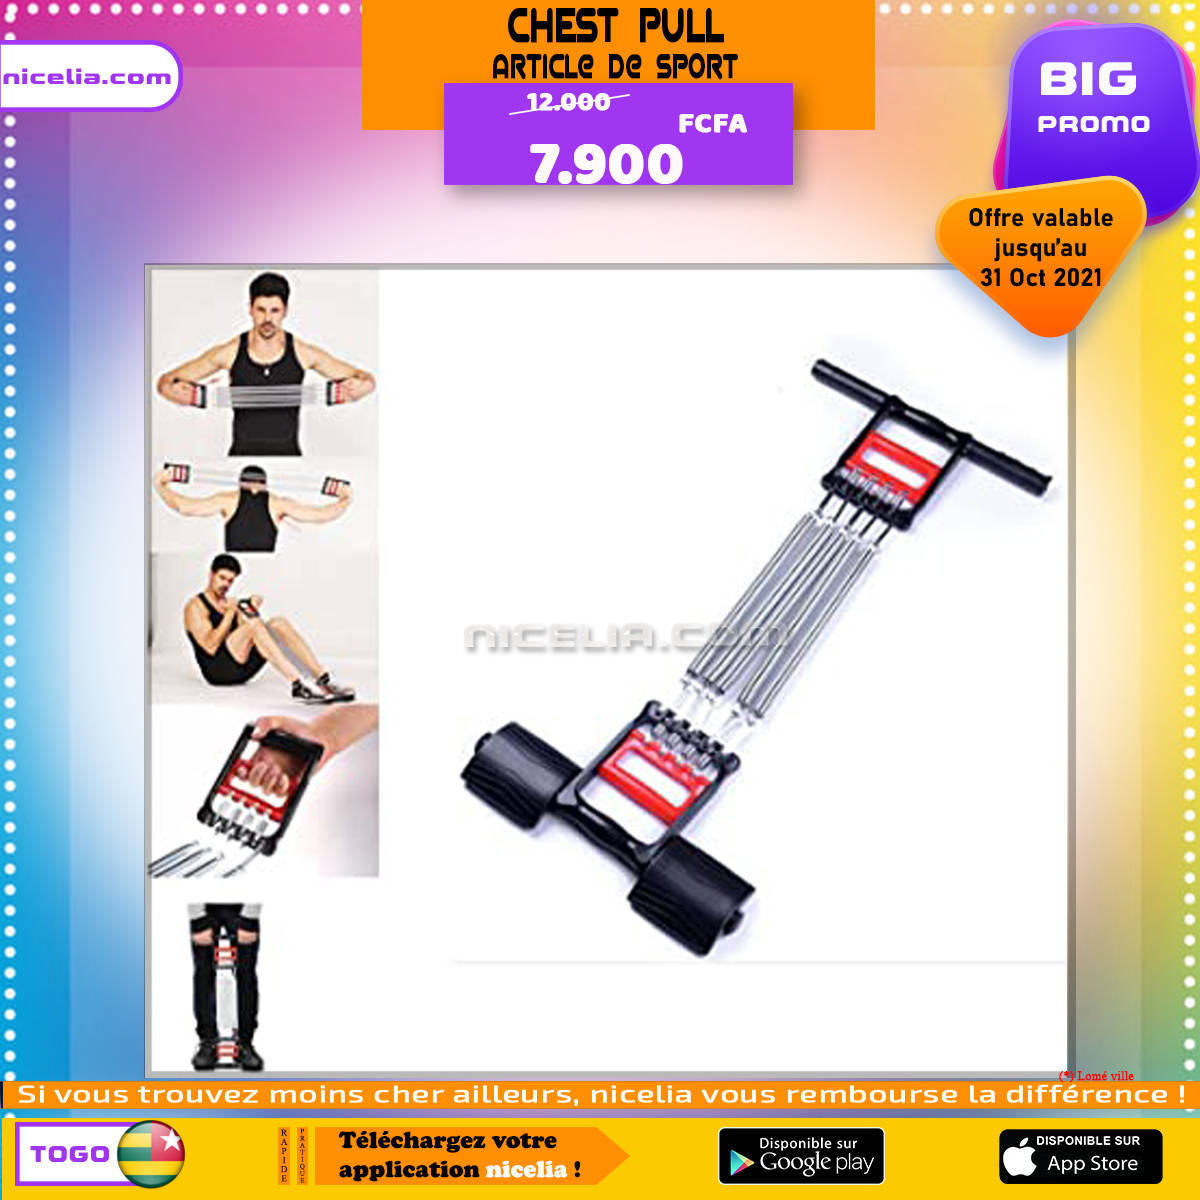 CHEST PULL
ARTICLE DE SPORT
nicelia.com
12.000
FCFA
7.900
BIG
PROMO
Offre valable
jusqu'au
31 Oct 2021
NICELIA.COM
(*) Lomé ville
Si vous trouvez moins cher ailleurs, nicelia vous rembourse la différence !
TOGO
RAPIDE
PRATIQUE
Téléchargez votre
application nicelia !
Disponible sur
Google play
DISPONIBLE SUR
App Store